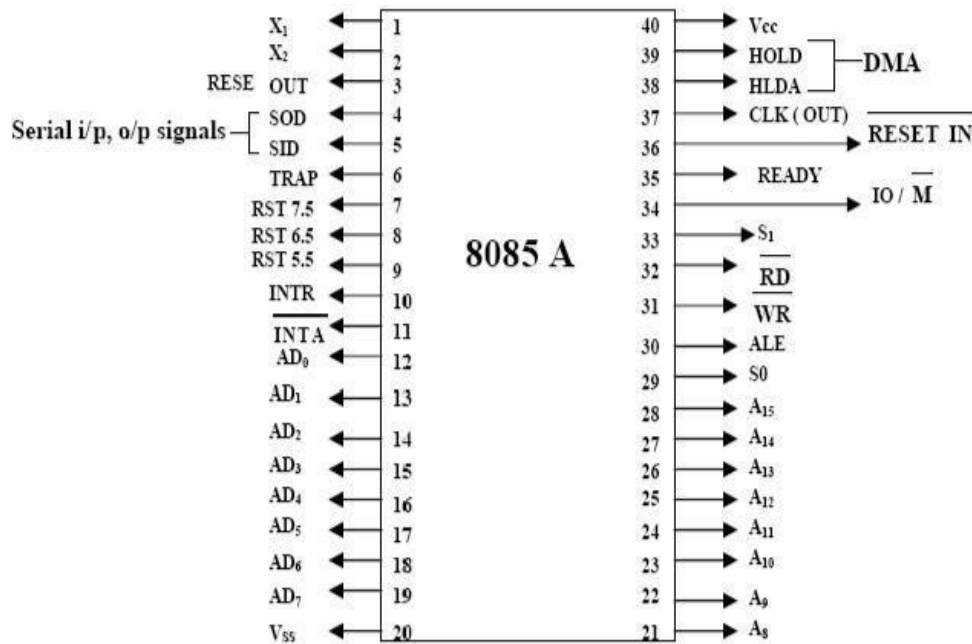 X₁ 1 40 Vcc
X₂ 2 39 HOLD
DMA
RESE OUT 3 38 HLDA
SOD 4 37 CLK ( OUT)
Serial i/p, o/p signals
SID 5 36 RESET IN
TRAP 6 35 READY
RST 7.5 7 34 IO / M
RST 6.5 8 33 S₁
8085 A
RST 5.5 9 32 RD
INTR 10 31 WR
INTA 11 30 ALE
AD₀ 12 29 S0
AD₁ 13 28 A₁₅
AD₂ 14 27 A₁₄
AD₃ 15 26 A₁₃
AD₄ 16 25 A₁₂
AD₅ 17 24 A₁₁
AD₆ 18 23 A₁₀
AD₇ 19 22 A₉
Vss 20 21 A₈